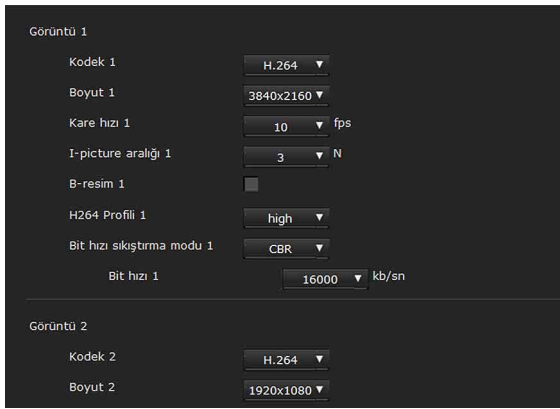 Görüntü 1
Kodek 1 H.264
Boyut 1 3840x2160
Kare hızı 1 10 fps
I-picture aralığı 1 3 N
B-resim 1
H264 Profili 1 high
Bit hızı sıkıştırma modu 1 CBR
Bit hızı 1 16000 kb/sn
Görüntü 2
Kodek 2 H.264
Boyut 2 1920x1080